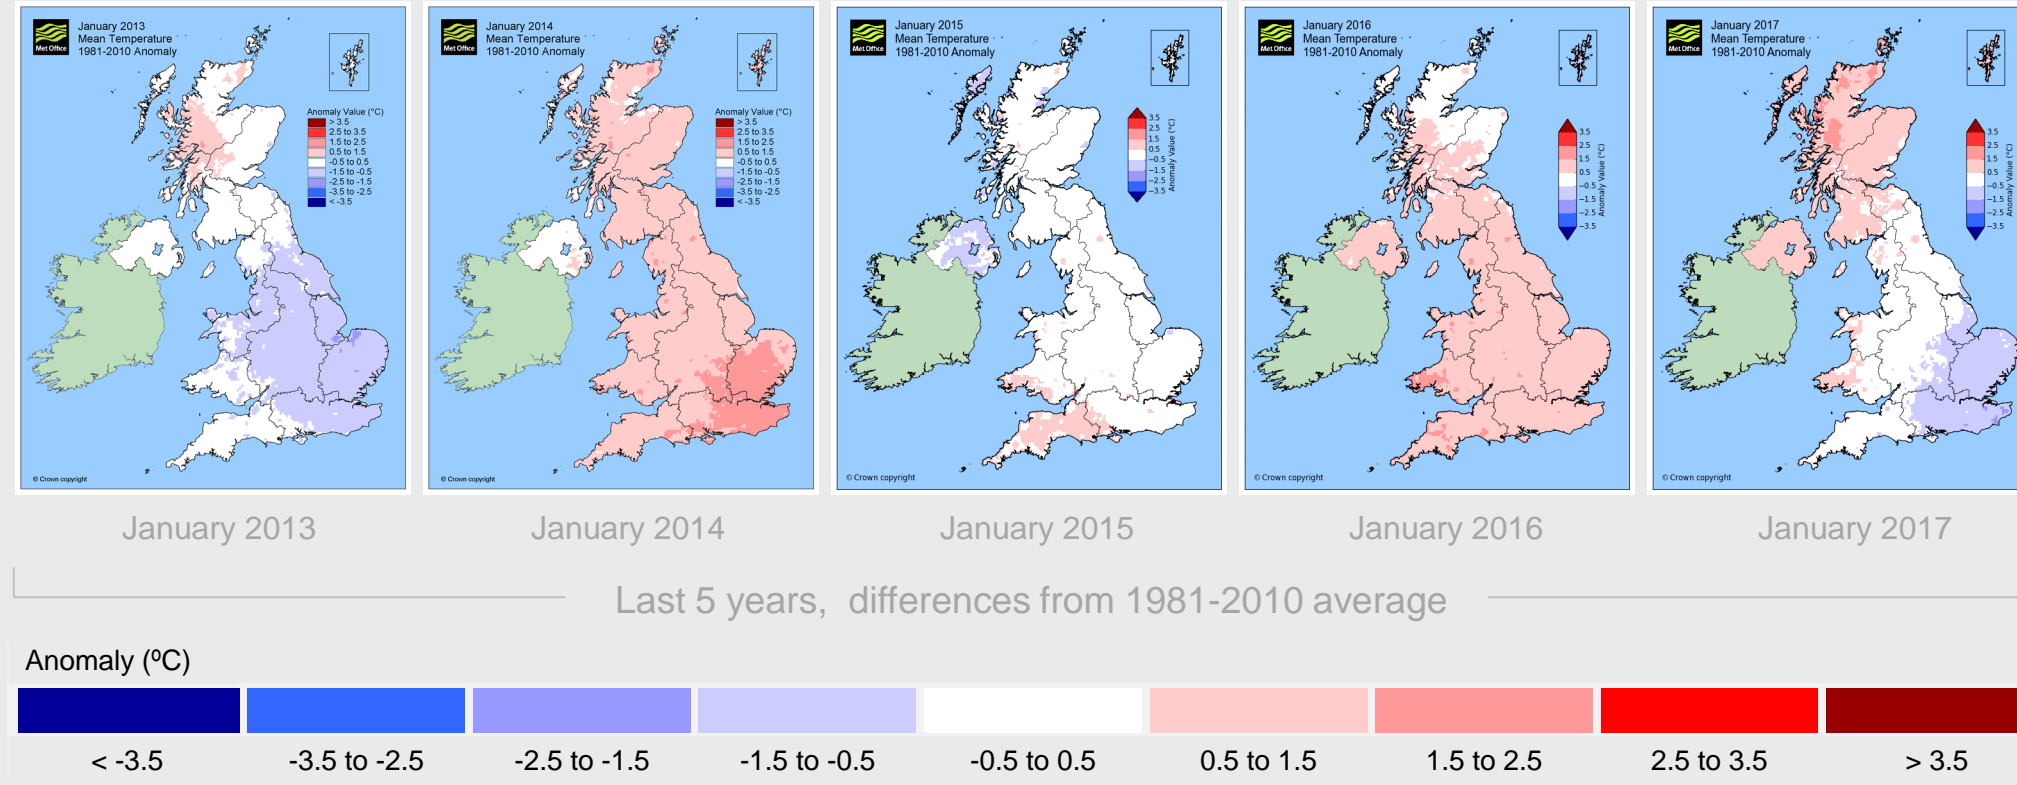 January 2013
Mean Temperature
1981-2010 Anomaly
Met Office
Anomaly Value (°C)
> 3.5
2.5 to 3.5
1.5 to 2.5
0.5 to 1.5
-0.5 to 0.5
-1.5 to -0.5
-2.5 to -1.5
-3.5 to -2.5
< -3.5
© Crown copyright
January 2014
Mean Temperature
1981-2010 Anomaly
Met Office
Anomaly Value (°C)
> 3.5
2.5 to 3.5
1.5 to 2.5
0.5 to 1.5
-0.5 to 0.5
-1.5 to -0.5
-2.5 to -1.5
-3.5 to -2.5
< -3.5
© Crown copyright
January 2015
Mean Temperature
1981-2010 Anomaly
Met Office
3.5
2.5
1.5
0.5
−0.5
−1.5
−2.5
−3.5
Anomaly Value (°C)
© Crown copyright
January 2016
Mean Temperature
1981-2010 Anomaly
Met Office
3.5
2.5
1.5
0.5
−0.5
−1.5
−2.5
−3.5
Anomaly Value (°C)
© Crown copyright
January 2017
Mean Temperature
1981-2010 Anomaly
Met Office
3.5
2.5
1.5
0.5
−0.5
−1.5
−2.5
−3.5
Anomaly Value (°C)
© Crown copyright
January 2013
January 2014
January 2015
January 2016
January 2017
Last 5 years, differences from 1981-2010 average
Anomaly (ºC)
< -3.5
-3.5 to -2.5
-2.5 to -1.5
-1.5 to -0.5
-0.5 to 0.5
0.5 to 1.5
1.5 to 2.5
2.5 to 3.5
> 3.5